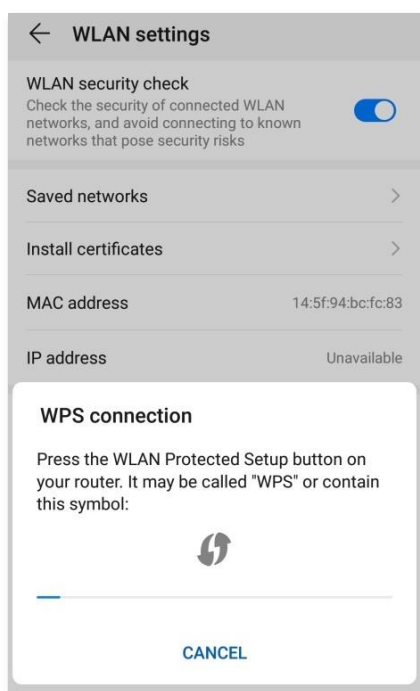 WLAN settings
WLAN security check
Check the security of connected WLAN
networks, and avoid connecting to known
networks that pose security risks
Saved networks
Install certificates
MAC address 14:5f:94:bc:fc:83
IP address Unavailable
WPS connection
Press the WLAN Protected Setup button on
your router. It may be called "WPS" or contain
this symbol:
CANCEL